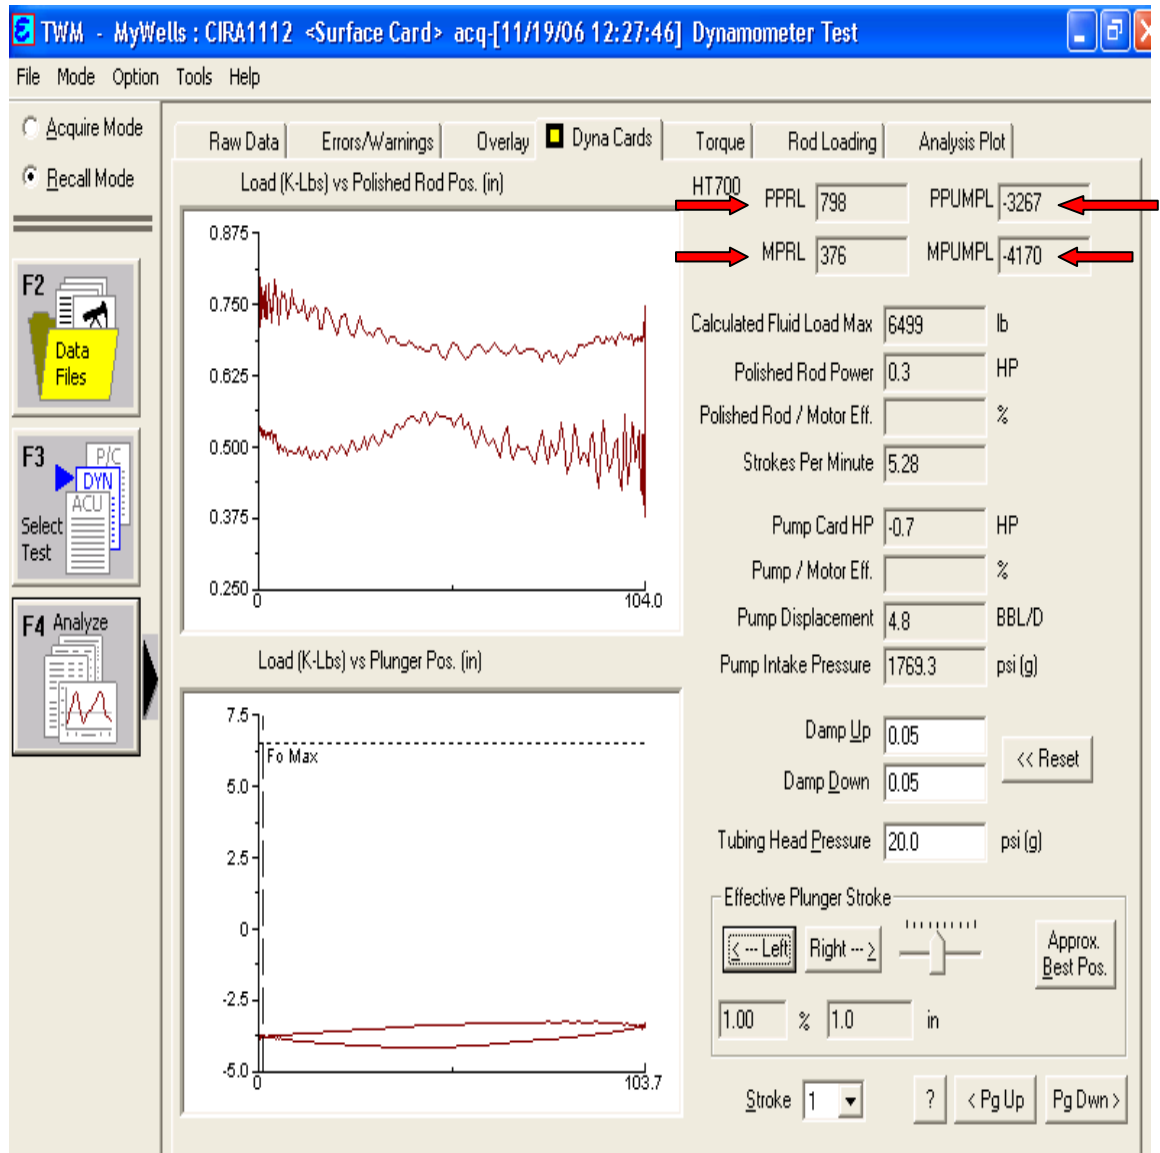 TWM - MyWells : CIRA1112 <Surface Card> acq-[11/19/06 12:27:46] Dynamometer Test
File Mode Option Tools Help
Acquire Mode
Recall Mode
F2
Data
Files
F3
P/C
DYN
ACU
Select
Test
F4 Analyze
Raw Data Errors/Warnings Overlay Dyna Cards Torque Rod Loading Analysis Plot
Load (K-Lbs) vs Polished Rod Pos. (in)
0.875
0.750
0.625
0.500
0.375
0.250
0 104.0
Load (K-Lbs) vs Plunger Pos. (in)
7.5
Fo Max
5.0
2.5
0
-2.5
-5.0
0 103.7
HT700
PPRL 798 PPUMPL -3267
MPRL 376 MPUMPL -4170
Calculated Fluid Load Max 6499 lb
Polished Rod Power 0.3 HP
Polished Rod / Motor Eff. %
Strokes Per Minute 5.28
Pump Card HP -0.7 HP
Pump / Motor Eff. %
Pump Displacement 4.8 BBL/D
Pump Intake Pressure 1769.3 psi (g)
Damp Up 0.05
<< Reset
Damp Down 0.05
Tubing Head Pressure 20.0 psi (g)
Effective Plunger Stroke
< --- Left Right --- >
Approx.
Best Pos.
1.00 % 1.0 in
Stroke 1 ? < Pg Up Pg Dwn >